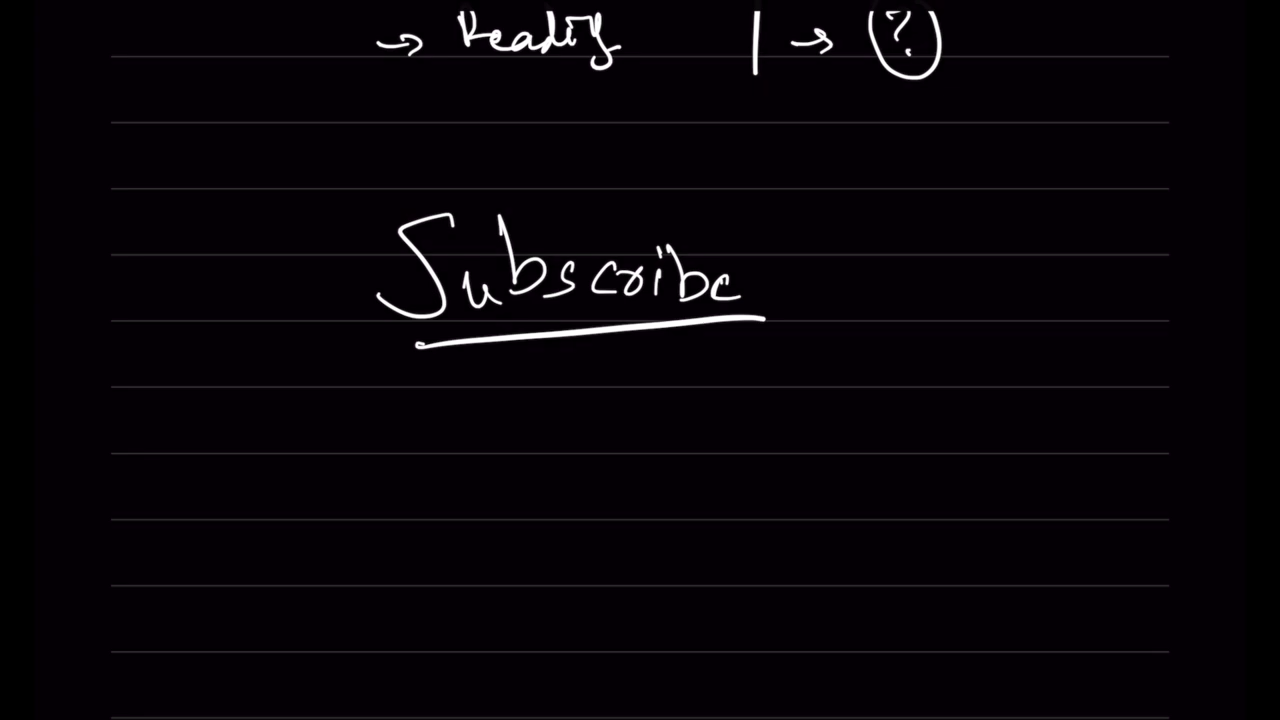 → Reading | → ?
Subscribe